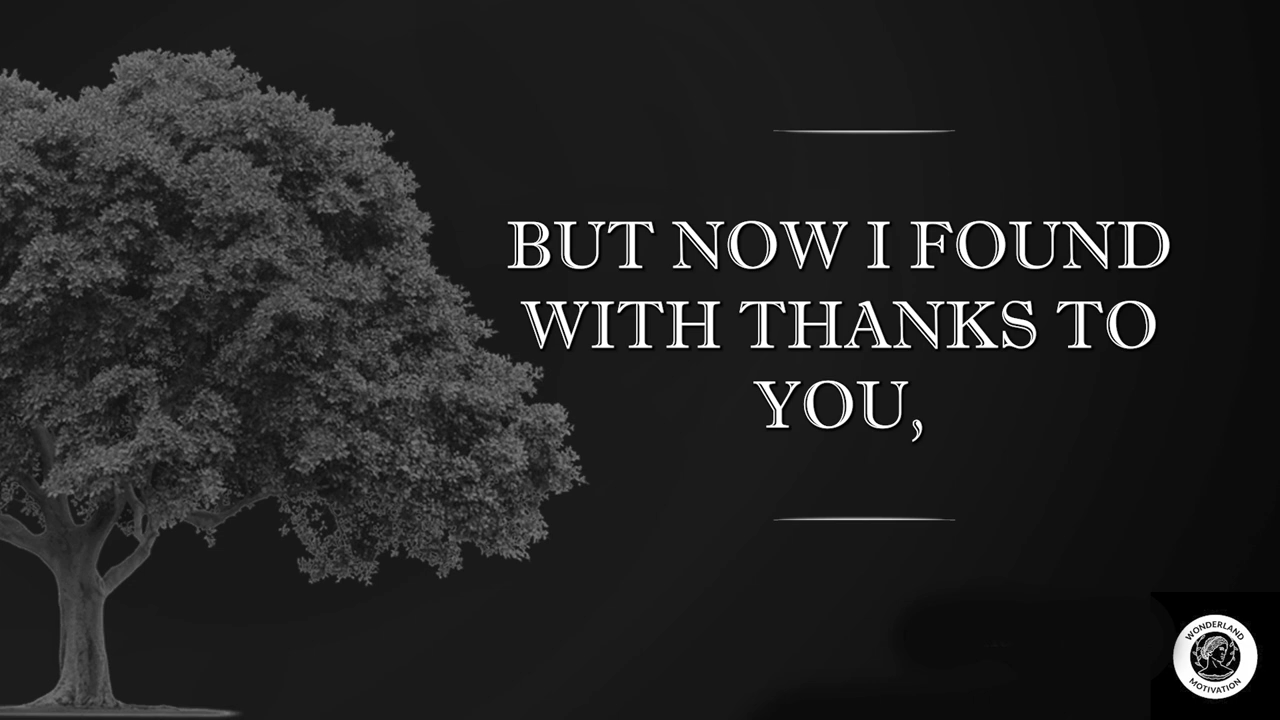 BUT NOW I FOUND
WITH THANKS TO
YOU,
WONDERLAND
MOTIVATION